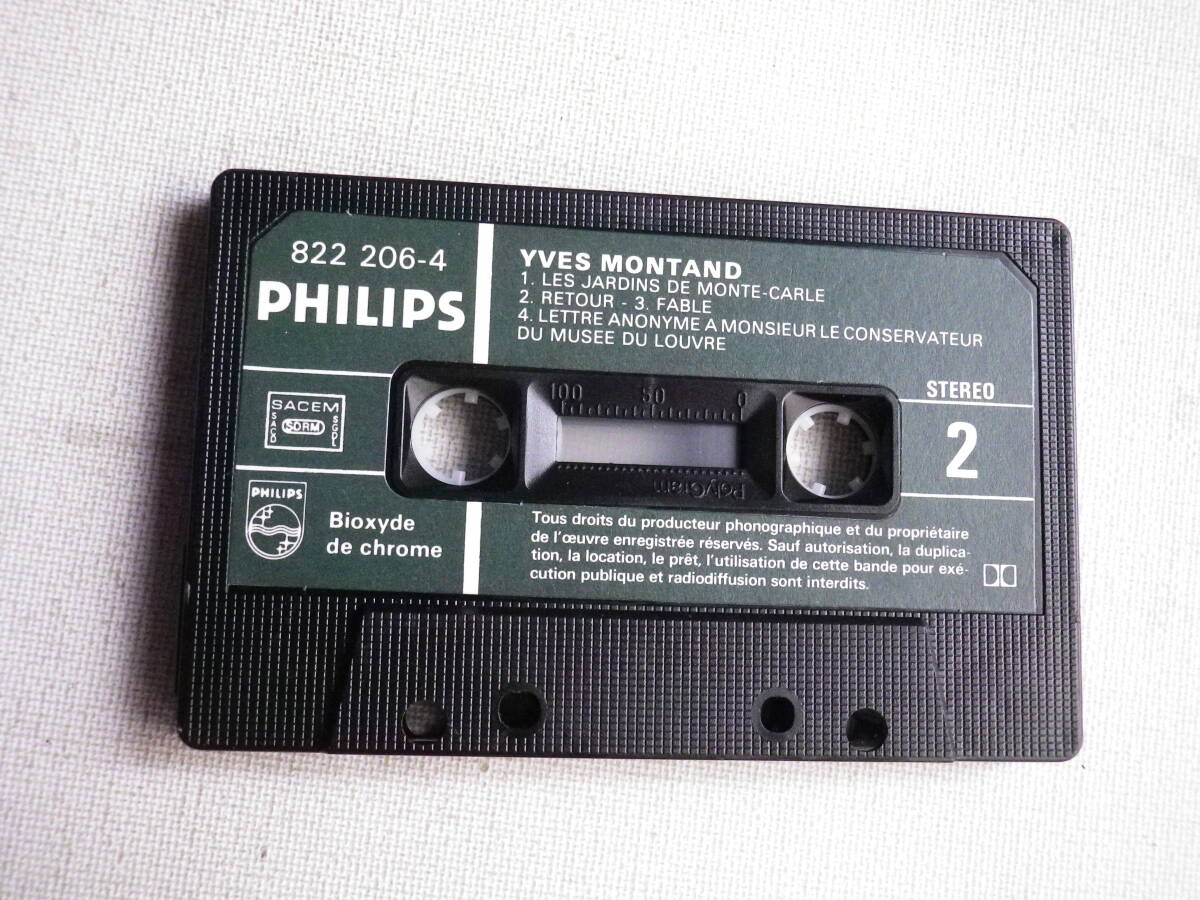 822 206-4
PHILIPS
YVES MONTAND
1. LES JARDINS DE MONTE-CARLE
2. RETOUR - 3. FABLE
4. LETTRE ANONYME A MONSIEUR LE CONSERVATEUR
DU MUSEE DU LOUVRE
SACEM
SACD
SDRM
SGDL
100 50 0
PolyGram
STEREO
2
PHILIPS
Bioxyde
de chrome
Tous droits du producteur phonographique et du propriétaire
de l'œuvre enregistrée réservés. Sauf autorisation, la duplica-
tion, la location, le prêt, l'utilisation de cette bande pour exé-
cution publique et radiodiffusion sont interdits.